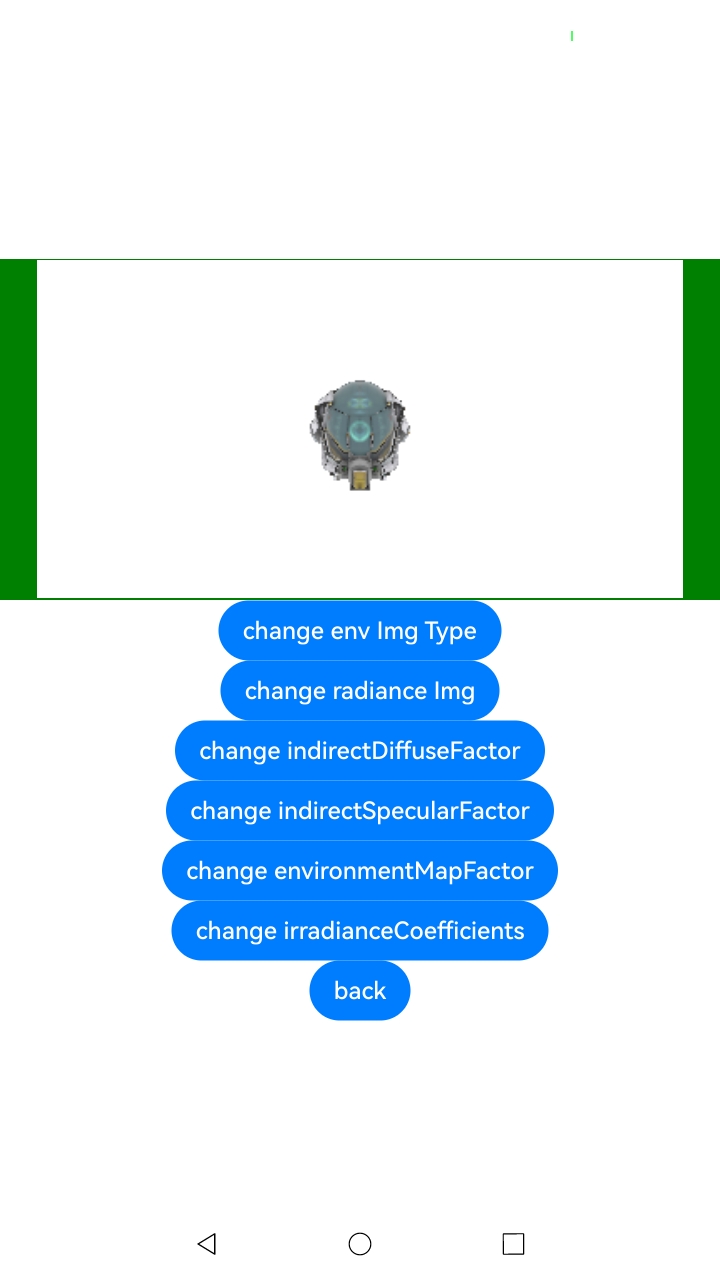 change env Img Type
change radiance Img
change indirectDiffuseFactor
change indirectSpecularFactor
change environmentMapFactor
change irradianceCoefficients
back